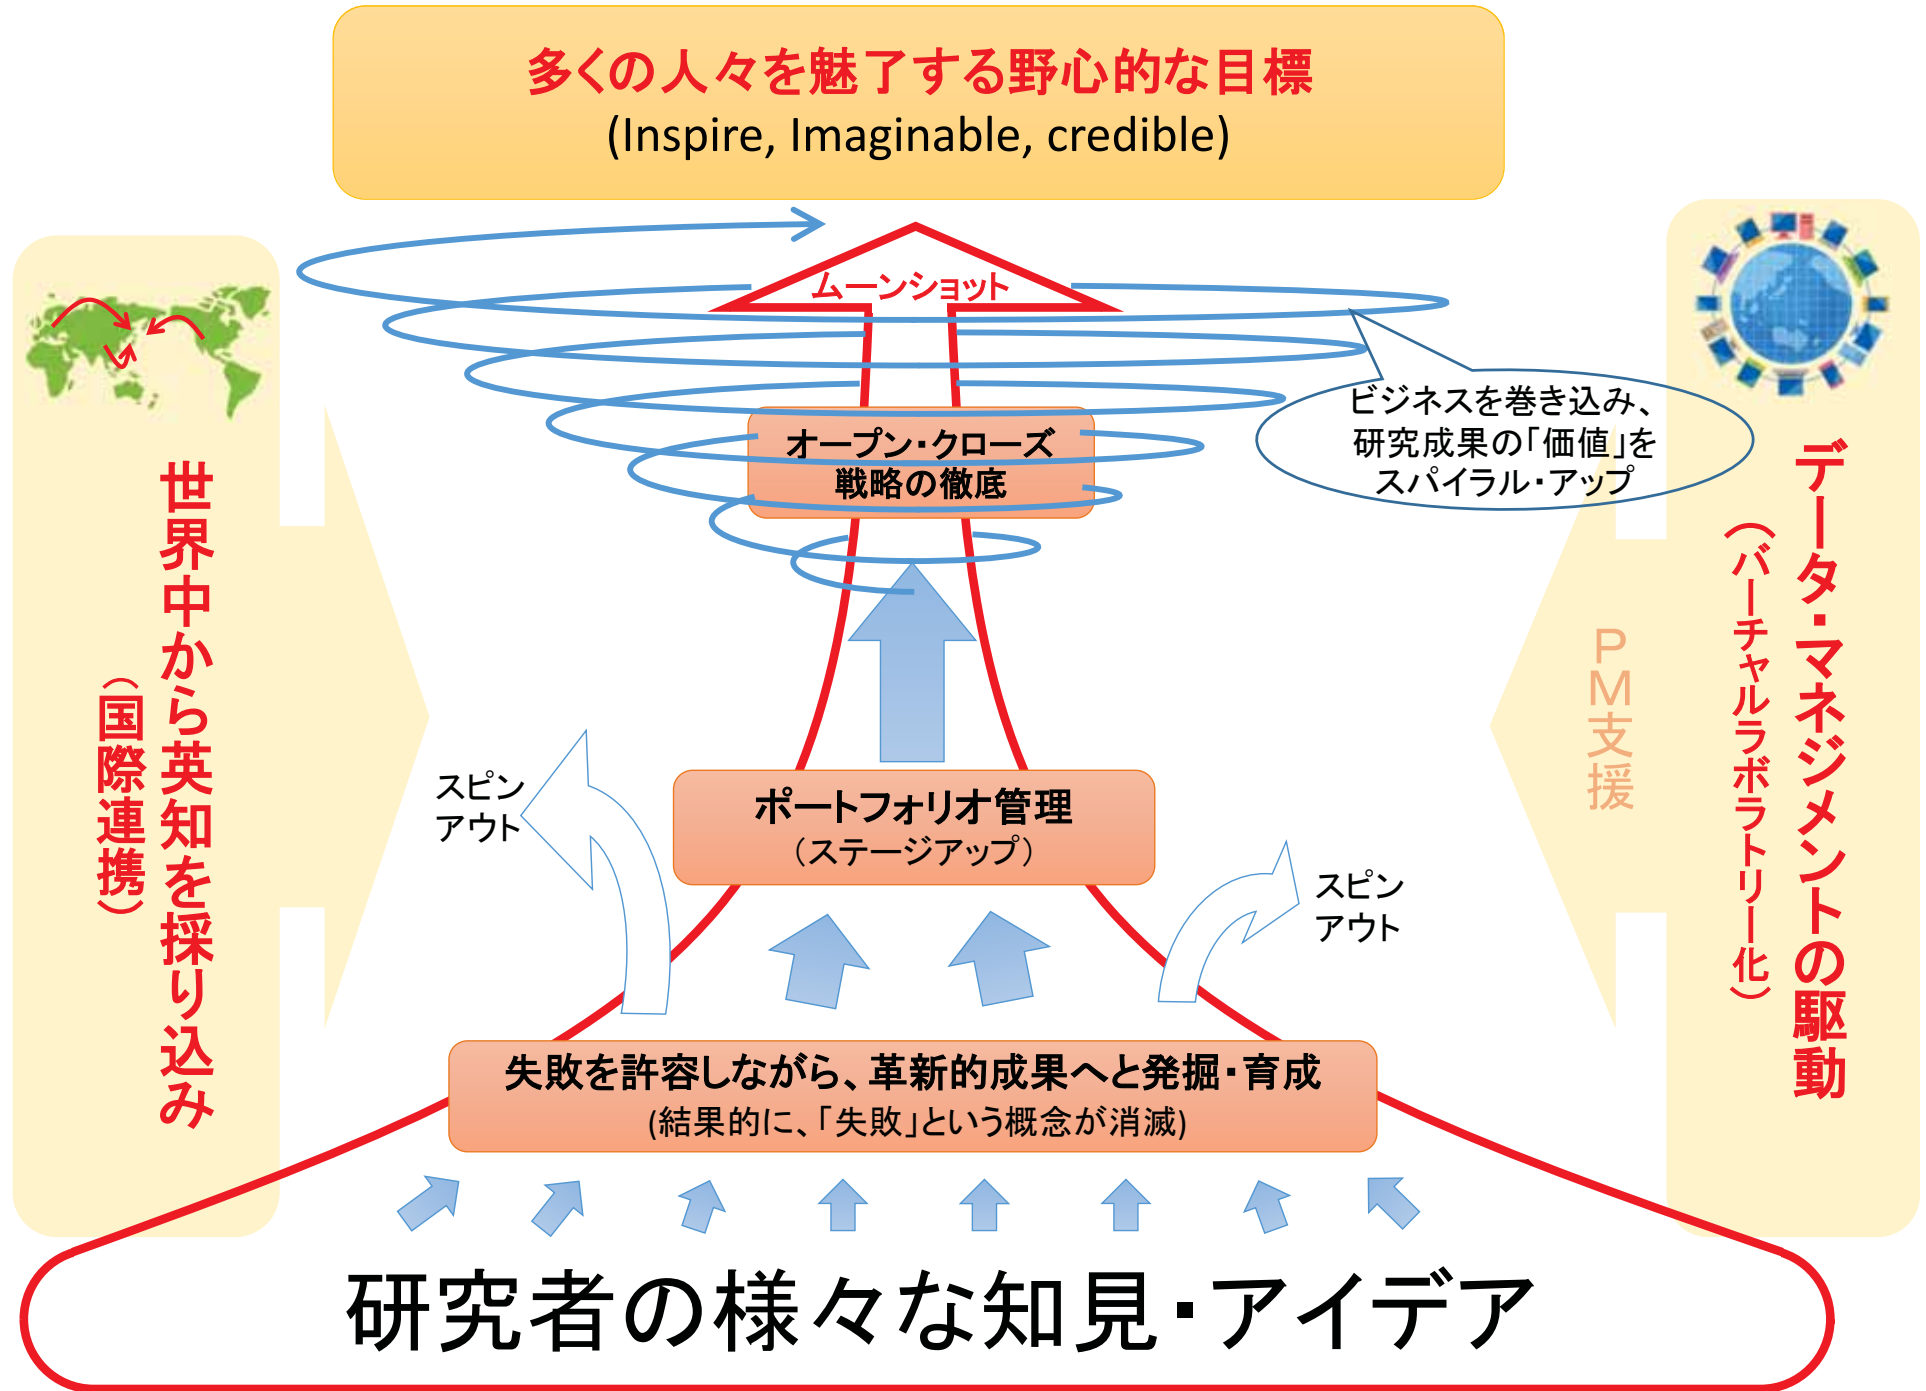 多くの人々を魅了する野心的な目標
(Inspire, Imaginable, credible)
ムーンショット
ビジネスを巻き込み、
研究成果の「価値」を
スパイラル・アップ
オープン・クローズ
戦略の徹底
世界中から英知を採り込み
（国際連携）
データ・マネジメントの駆動
（バーチャルラボラトリー化）
ＰＭ支援
スピン
アウト
ポートフォリオ管理
（ステージアップ）
スピン
アウト
失敗を許容しながら、革新的成果へと発掘・育成
(結果的に、「失敗」という概念が消滅)
研究者の様々な知見・アイデア